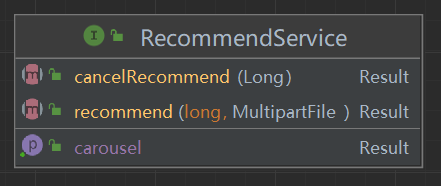 I RecommendService
m cancelRecommend (Long) Result
m recommend (long, MultipartFile ) Result
p carousel Result